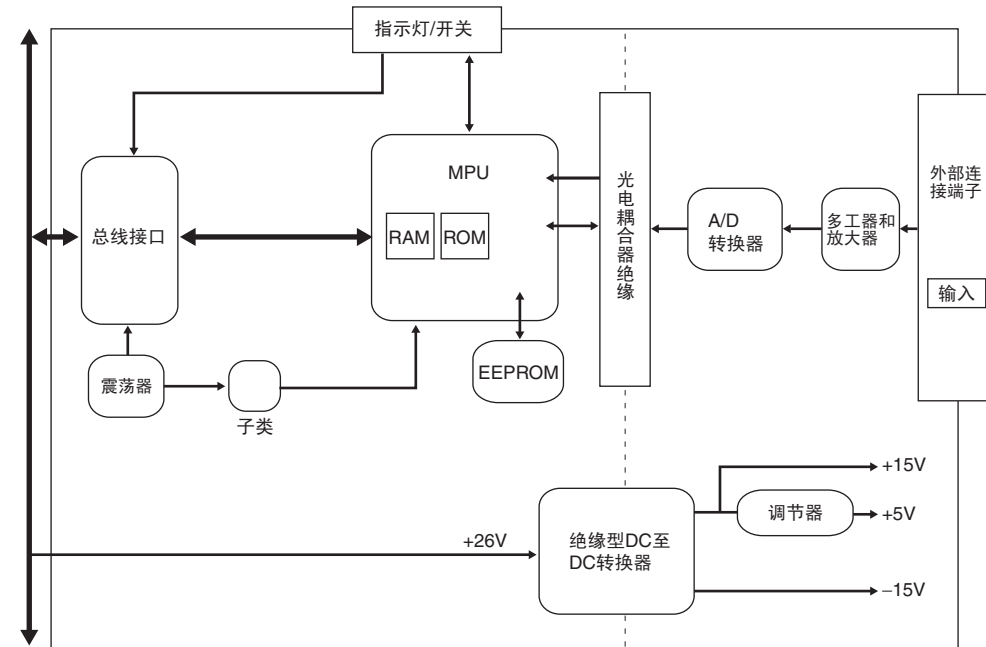 指示灯/开关
MPU
RAM
ROM
总线接口
光电耦合器绝缘
A/D
转换器
多工器和
放大器
外部连
接端子
输入
EEPROM
震荡器
子类
+26V
绝缘型DC至
DC转换器
+15V
调节器
+5V
−15V